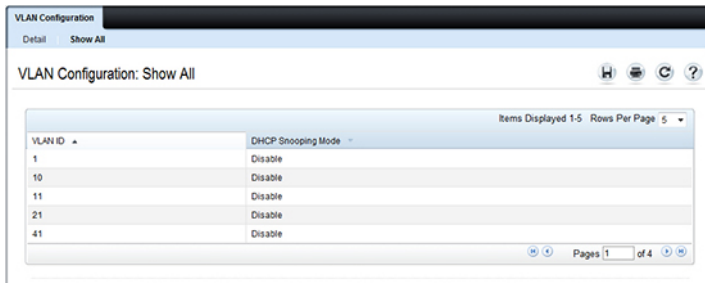 VLAN Configuration
Detail Show All
VLAN Configuration: Show All
Items Displayed 1-5 Rows Per Page 5
VLAN ID DHCP Snooping Mode
1 Disable
10 Disable
11 Disable
21 Disable
41 Disable
Pages 1 of 4